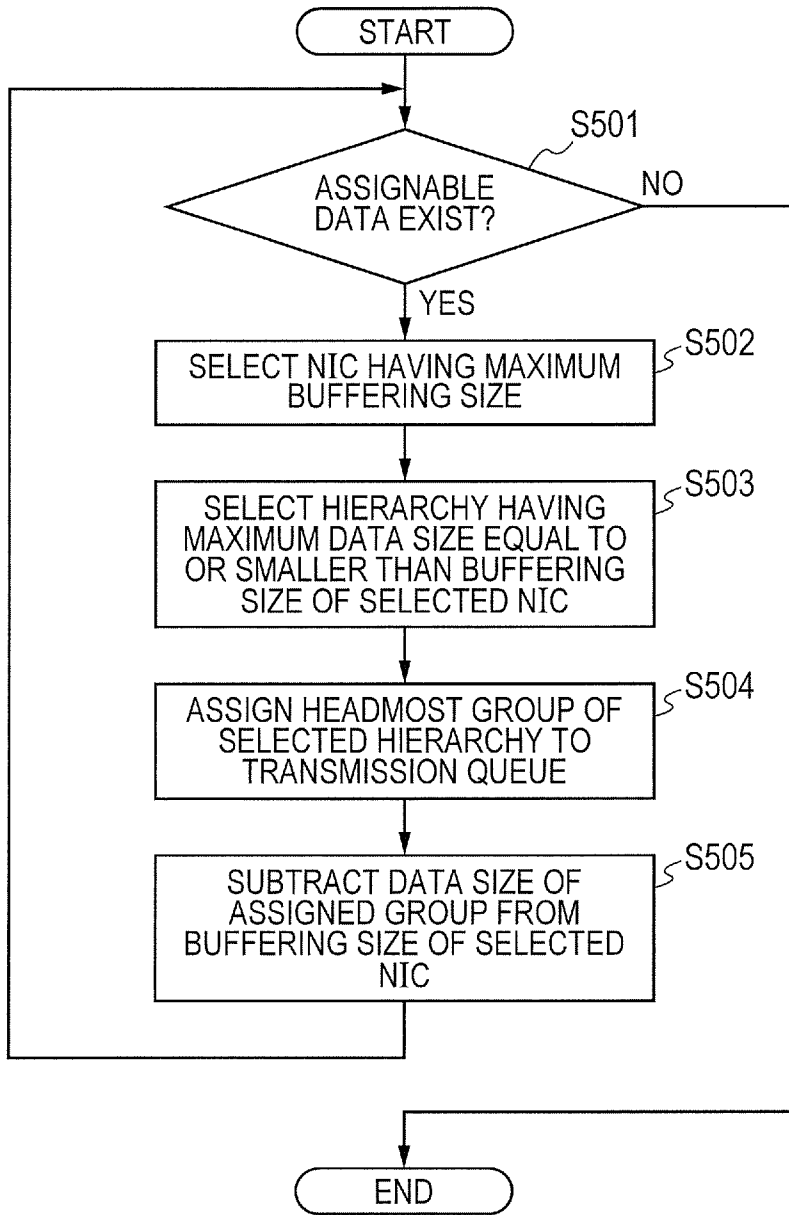 START
S501
ASSIGNABLE
DATA EXIST?
NO
YES
S502
SELECT NIC HAVING MAXIMUM
BUFFERING SIZE
S503
SELECT HIERARCHY HAVING
MAXIMUM DATA SIZE EQUAL TO
OR SMALLER THAN BUFFERING
SIZE OF SELECTED NIC
S504
ASSIGN HEADMOST GROUP OF
SELECTED HIERARCHY TO
TRANSMISSION QUEUE
S505
SUBTRACT DATA SIZE OF
ASSIGNED GROUP FROM
BUFFERING SIZE OF SELECTED
NIC
END